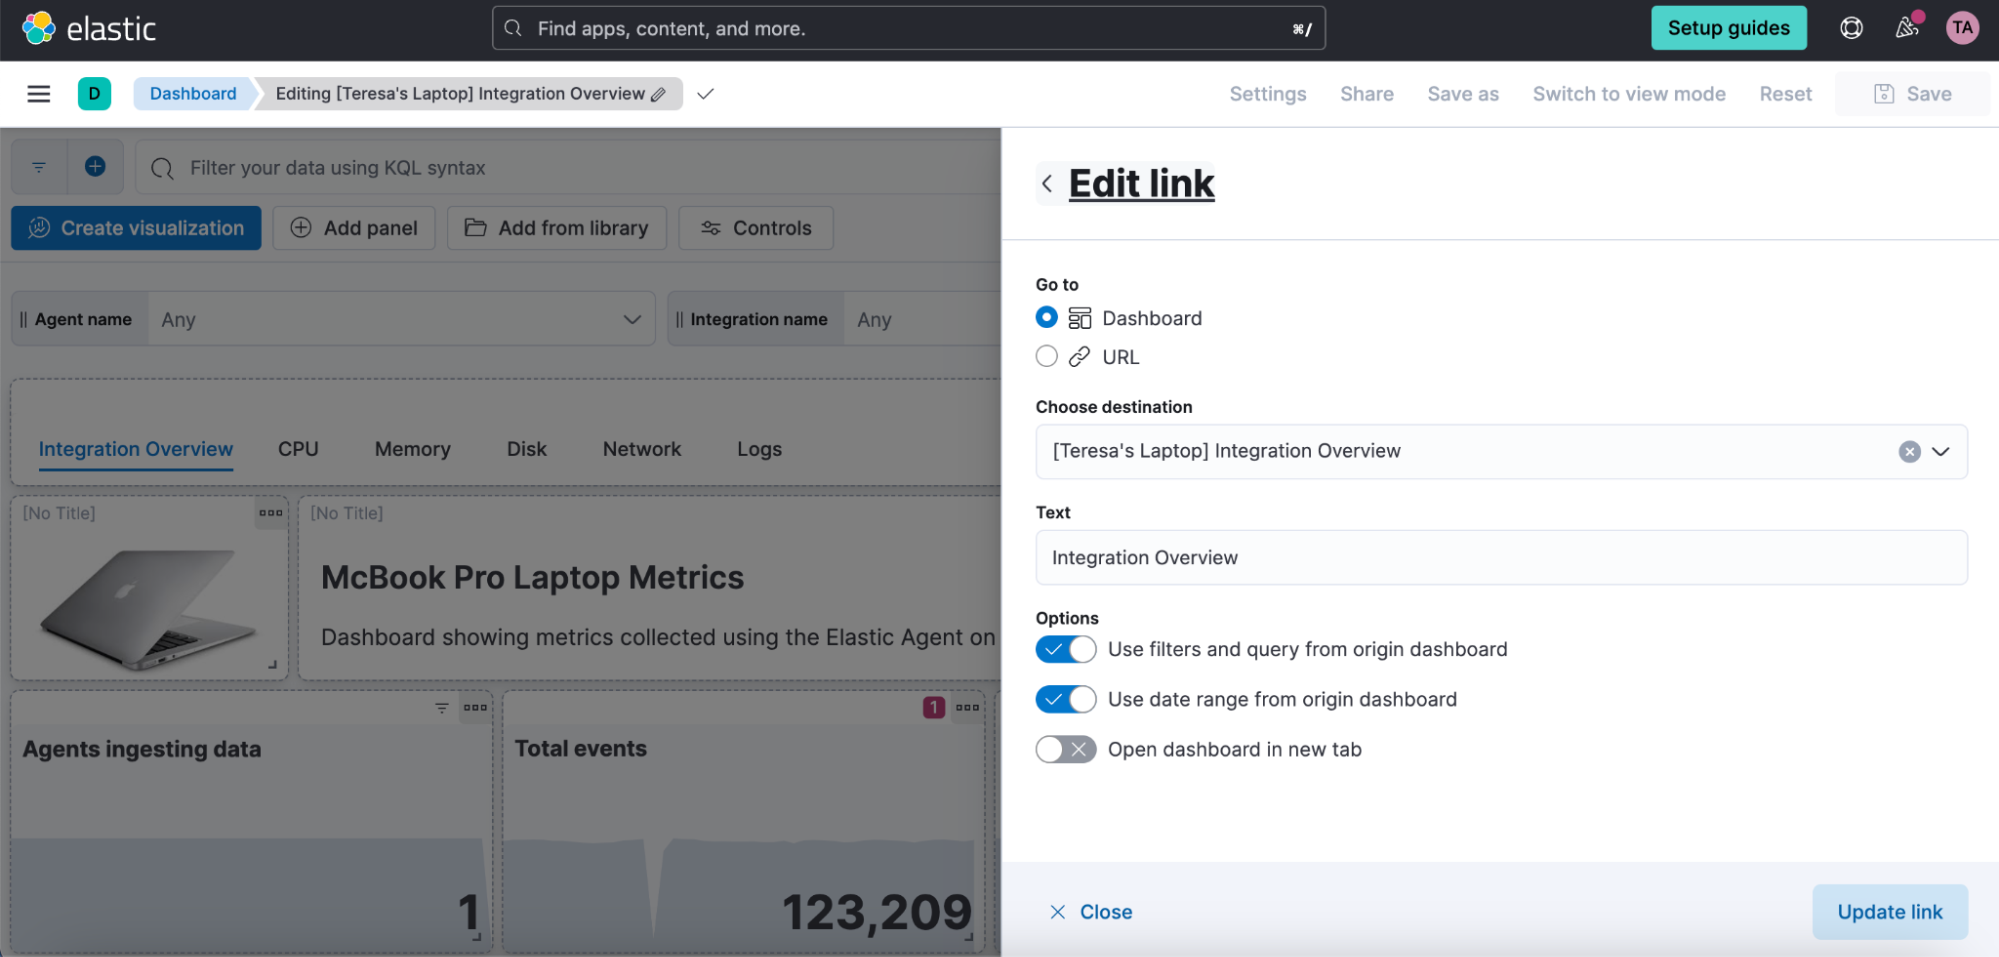 elastic
Find apps, content, and more.
⌘/
Setup guides
TA
D
Dashboard
Editing [Teresa's Laptop] Integration Overview
Settings
Share
Save as
Switch to view mode
Reset
Save
Filter your data using KQL syntax
Create visualization
Add panel
Add from library
Controls
Agent name
Any
Integration name
Any
Integration Overview
CPU
Memory
Disk
Network
Logs
[No Title]
[No Title]
McBook Pro Laptop Metrics
Dashboard showing metrics collected using the Elastic Agent on
Agents ingesting data
1
1
Total events
123,209
Edit link
Go to
Dashboard
URL
Choose destination
[Teresa's Laptop] Integration Overview
Text
Integration Overview
Options
Use filters and query from origin dashboard
Use date range from origin dashboard
Open dashboard in new tab
Close
Update link